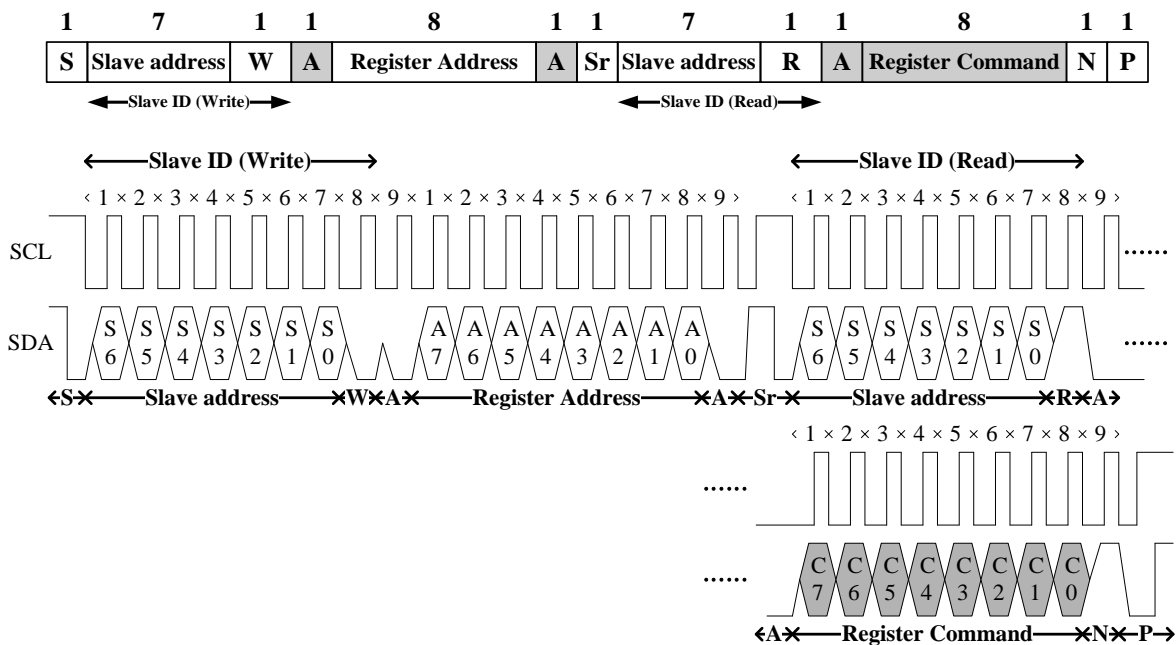 1 7 1 1 8 1 1 7 1 1 8 1 1
S Slave address W A Register Address A Sr Slave address R A Register Command N P
Slave ID (Write) Slave ID (Read)
Slave ID (Write) Slave ID (Read)
‹ 1 × 2 × 3 × 4 × 5 × 6 × 7 × 8 × 9 × 1 × 2 × 3 × 4 × 5 × 6 × 7 × 8 × 9 › ‹ 1 × 2 × 3 × 4 × 5 × 6 × 7 × 8 × 9 ›
SCL ......
SDA S6 S5 S4 S3 S2 S1 S0 A7 A6 A5 A4 A3 A2 A1 A0 S6 S5 S4 S3 S2 S1 S0 ......
S Slave address W A Register Address A Sr Slave address R A
‹ 1 × 2 × 3 × 4 × 5 × 6 × 7 × 8 × 9 ›
......
...... C7 C6 C5 C4 C3 C2 C1 C0
A Register Command N P